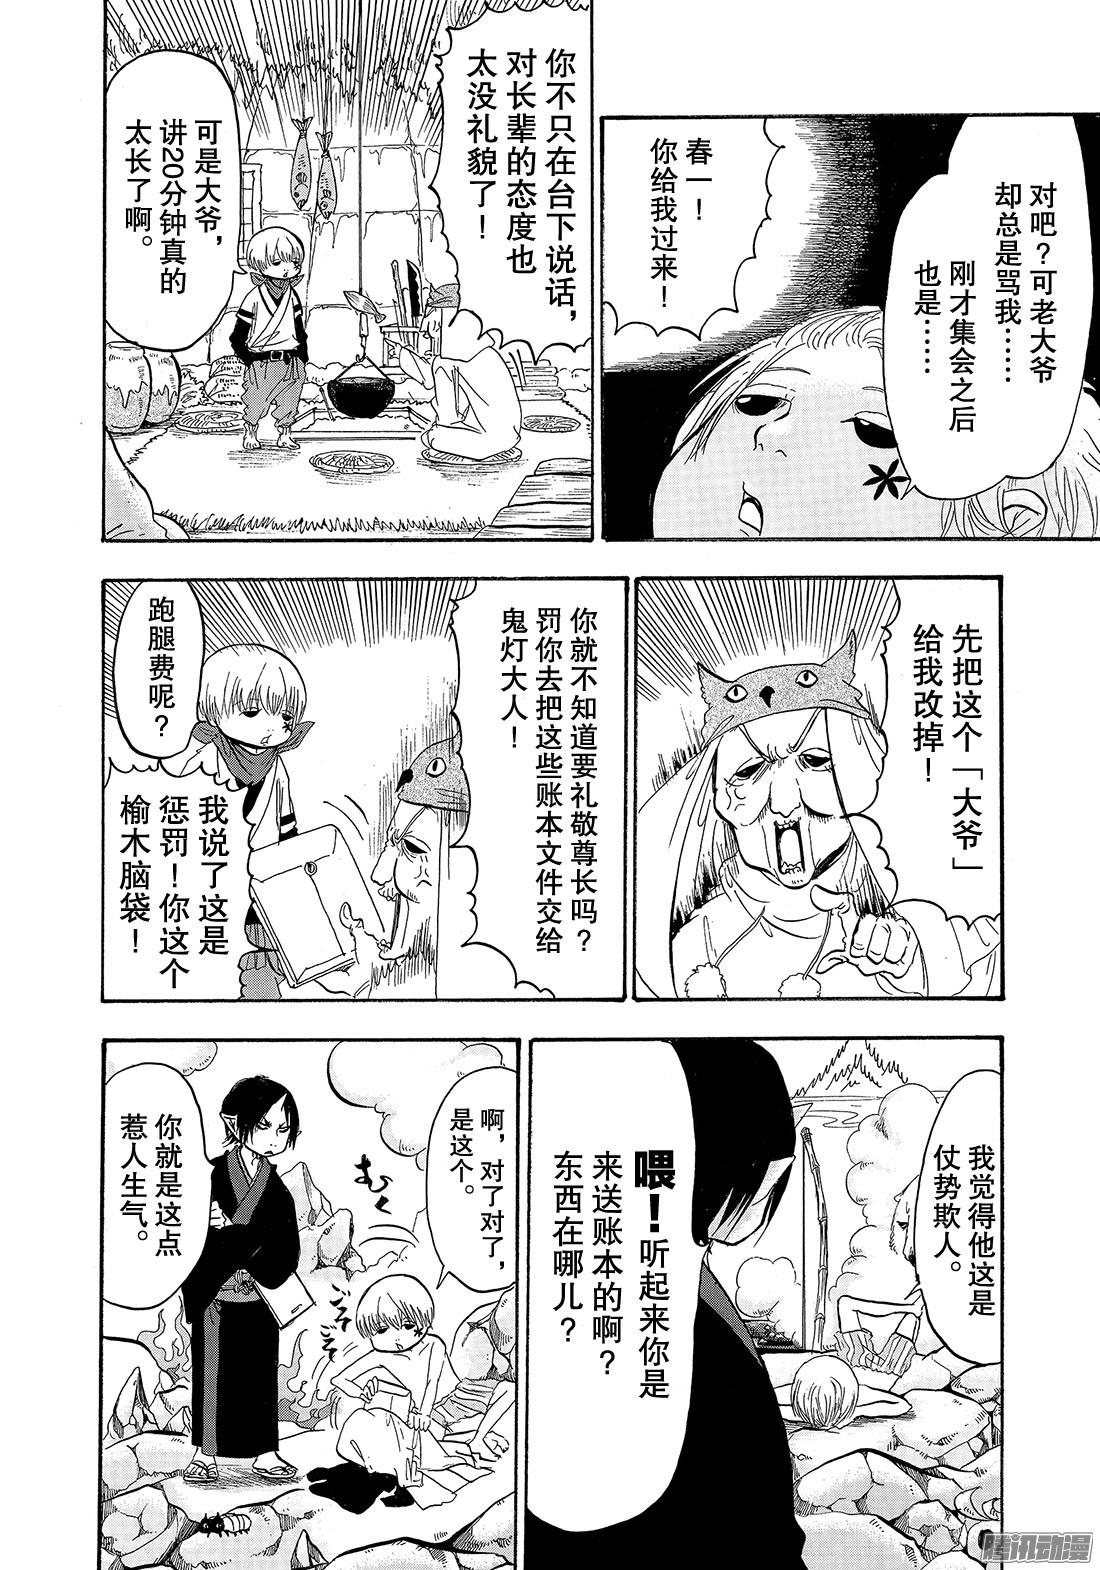 对吧？可老大爷
却总是骂我……
刚才集会之后
也是……
春一！
你给我过来！
你不只在台下说话，
对长辈的态度也
太没礼貌了！
可是大爷，
讲20分钟真的
太长了啊。
先把这个「大爷」
给我改掉！
你就不知道要礼敬尊长吗？
罚你去把这些账本文件交给
鬼灯大人！
跑腿费呢？
我说了这是
惩罚！你这个
榆木脑袋！
我觉得他这是
仗势欺人。
喂！听起来你是
来送账本的啊？
东西在哪儿？
啊，对了对了，
是这个。
むくっ
ごそ
ごそ
你就是这点
惹人生气。
腾讯动漫